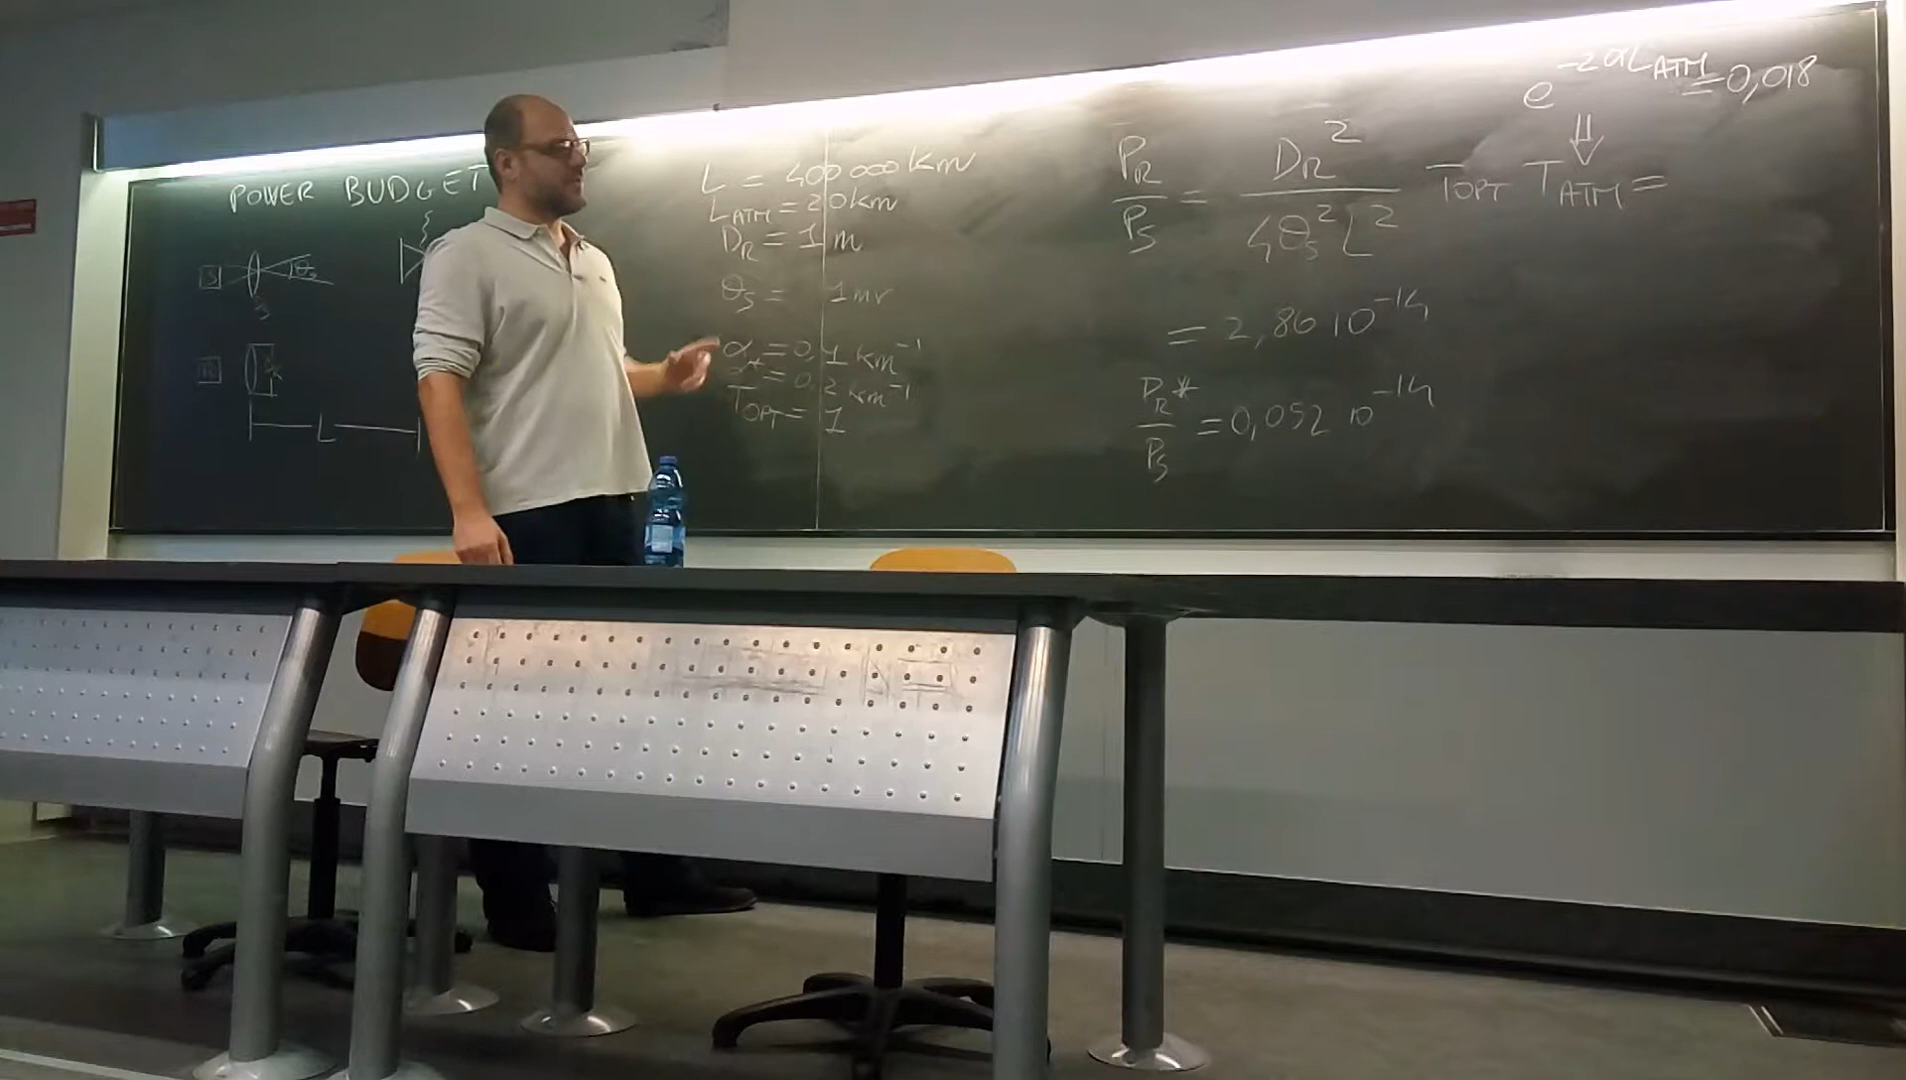 POWER BUDGET
S
θs
L
L = 400 000 km
L_ATM = 20 km
D_R = 1 m
θ_S = 1 mr
α = 0,1 km⁻¹
α* = 0,2 km⁻¹
T_OPT = 1
e^(-2αL_ATM) = 0,018
⇓
P_R/P_S = D_R²/(4θ_S²L²) T_OPT T_ATM =
= 2,86 10⁻¹⁴
P_R*/P_S = 0,052 10⁻¹⁴